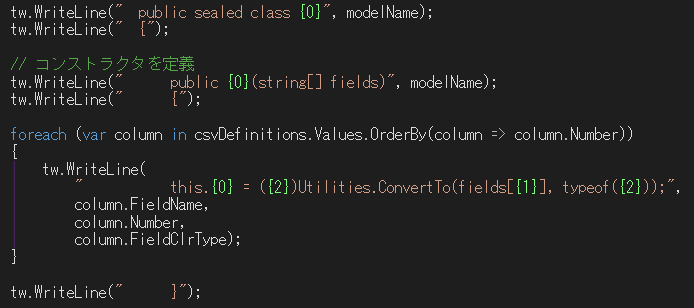 tw.WriteLine("  public sealed class {0}", modelName);
tw.WriteLine("  {");
// コンストラクタを定義
tw.WriteLine("      public {0}(string[] fields)", modelName);
tw.WriteLine("      {");
foreach (var column in csvDefinitions.Values.OrderBy(column => column.Number))
{
    tw.WriteLine(
        "          this.{0} = ({2})Utilities.ConvertTo(fields[{1}], typeof({2}));",
        column.FieldName,
        column.Number,
        column.FieldClrType);
}
tw.WriteLine("      }");